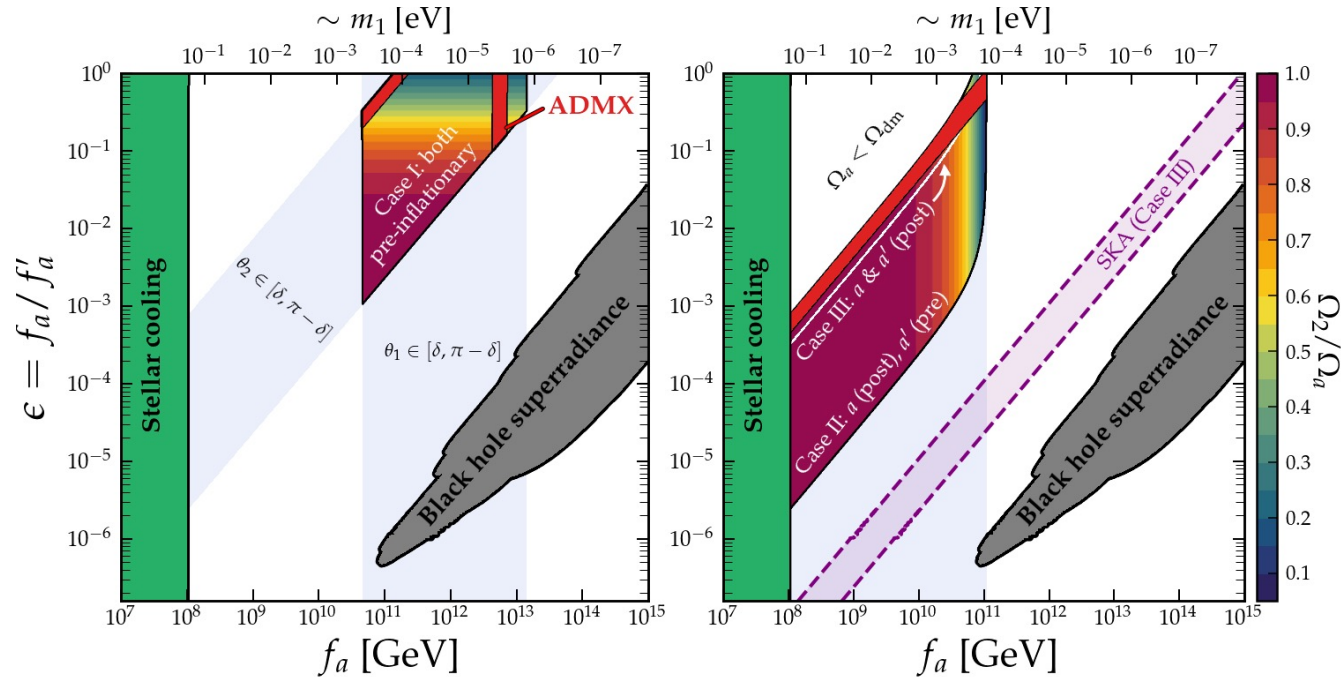 ∼ m₁ [eV]
10⁻¹ 10⁻² 10⁻³ 10⁻⁴ 10⁻⁵ 10⁻⁶ 10⁻⁷
10⁰
10⁻¹
10⁻²
10⁻³
10⁻⁴
10⁻⁵
10⁻⁶
ϵ = fₐ/f′ₐ
Stellar cooling
θ₂ ∈ [δ, π − δ]
Case I: both
pre-inflationary
ADMX
θ₁ ∈ [δ, π − δ]
Black hole superradiance
10⁷ 10⁸ 10⁹ 10¹⁰ 10¹¹ 10¹² 10¹³ 10¹⁴ 10¹⁵
fₐ [GeV]
∼ m₁ [eV]
10⁻¹ 10⁻² 10⁻³ 10⁻⁴ 10⁻⁵ 10⁻⁶ 10⁻⁷
Stellar cooling
Ωₐ < Ω_dm
Case III: a & a′ (post)
Case II: a (post), a′ (pre)
SKA (Case III)
Black hole superradiance
10⁷ 10⁸ 10⁹ 10¹⁰ 10¹¹ 10¹² 10¹³ 10¹⁴ 10¹⁵
fₐ [GeV]
1.0
0.9
0.8
0.7
0.6
0.5
0.4
0.3
0.2
0.1
Ω₂/Ωₐ